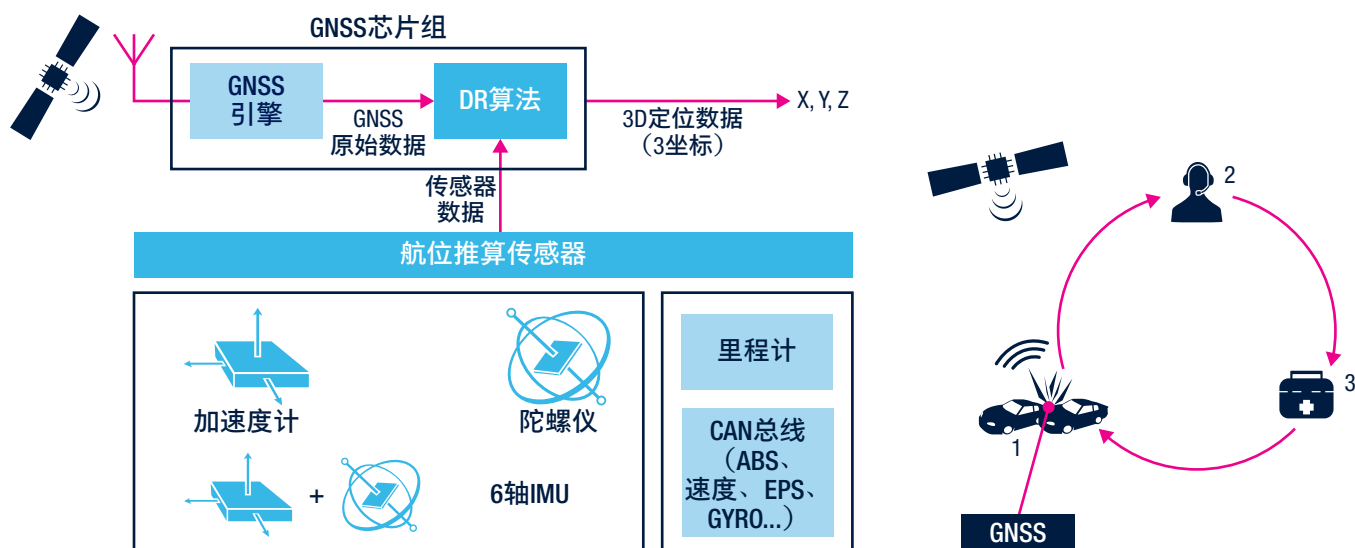 GNSS芯片组
GNSS
引擎
GNSS
原始数据
DR算法
3D定位数据
（3坐标）
X, Y, Z
传感器
数据
航位推算传感器
加速度计
陀螺仪
+
6轴IMU
里程计
CAN总线
（ABS、
速度、EPS、
GYRO...）
2
3
1
GNSS